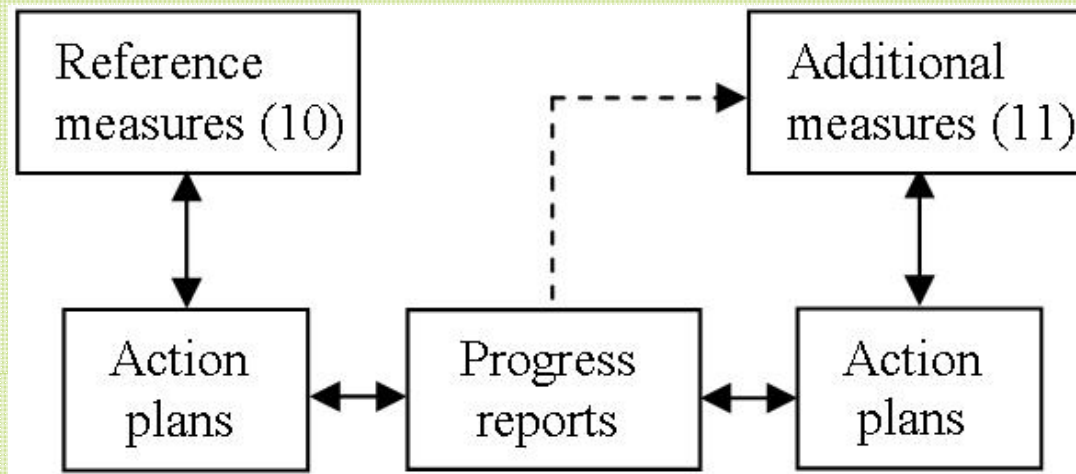 Reference
measures (10)
Additional
measures (11)
Action
plans
Progress
reports
Action
plans